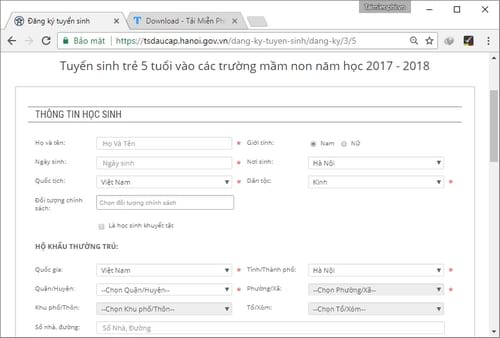 Taimienphi.vn
Đăng ký tuyển sinh
Download - Tải Miễn Ph
Bảo mật https://tsdaucap.hanoi.gov.vn/dang-ky-tuyen-sinh/dang-ky/3/5
Tuyển sinh trẻ 5 tuổi vào các trường mầm non năm học 2017 - 2018
THÔNG TIN HỌC SINH
Họ và tên: Họ Và Tên * Giới tính: Nam Nữ
Ngày sinh: Ngày sinh * Nơi sinh: Hà Nội *
Quốc tịch: Việt Nam * Dân tộc: Kinh *
Đối tượng chính sách: Chọn đối tượng chính sách
Là học sinh khuyết tật
HỘ KHẨU THƯỜNG TRÚ:
Quốc gia: Việt Nam * Tỉnh/Thành phố: Hà Nội *
Quận/Huyện: --Chọn Quận/Huyện-- * Phường/Xã: --Chọn Phường/Xã-- *
Khu phố/Thôn: --Chọn Khu phố/Thôn-- Tổ/Xóm: --Chọn Tổ/Xóm--
Số nhà, đường: Số Nhà, Đường